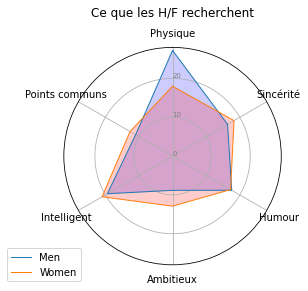 Ce que les H/F recherchent
Physique
Points communs
Sincérité
20
10
0
Intelligent
Humour
Ambitieux
Men
Women